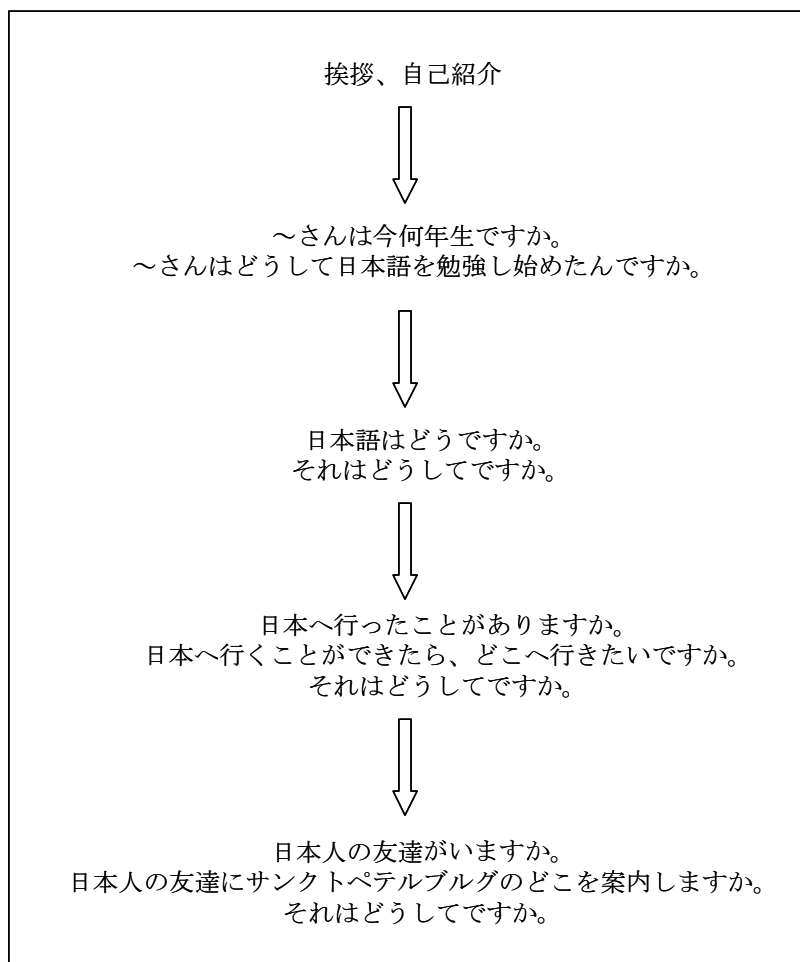 挨拶、自己紹介
～さんは今何年生ですか。
～さんはどうして日本語を勉強し始めたんですか。
日本語はどうですか。
それはどうしてですか。
日本へ行ったことがありますか。
日本へ行くことができたら、どこへ行きたいですか。
それはどうしてですか。
日本人の友達がいますか。
日本人の友達にサンクトペテルブルグのどこを案内しますか。
それはどうしてですか。